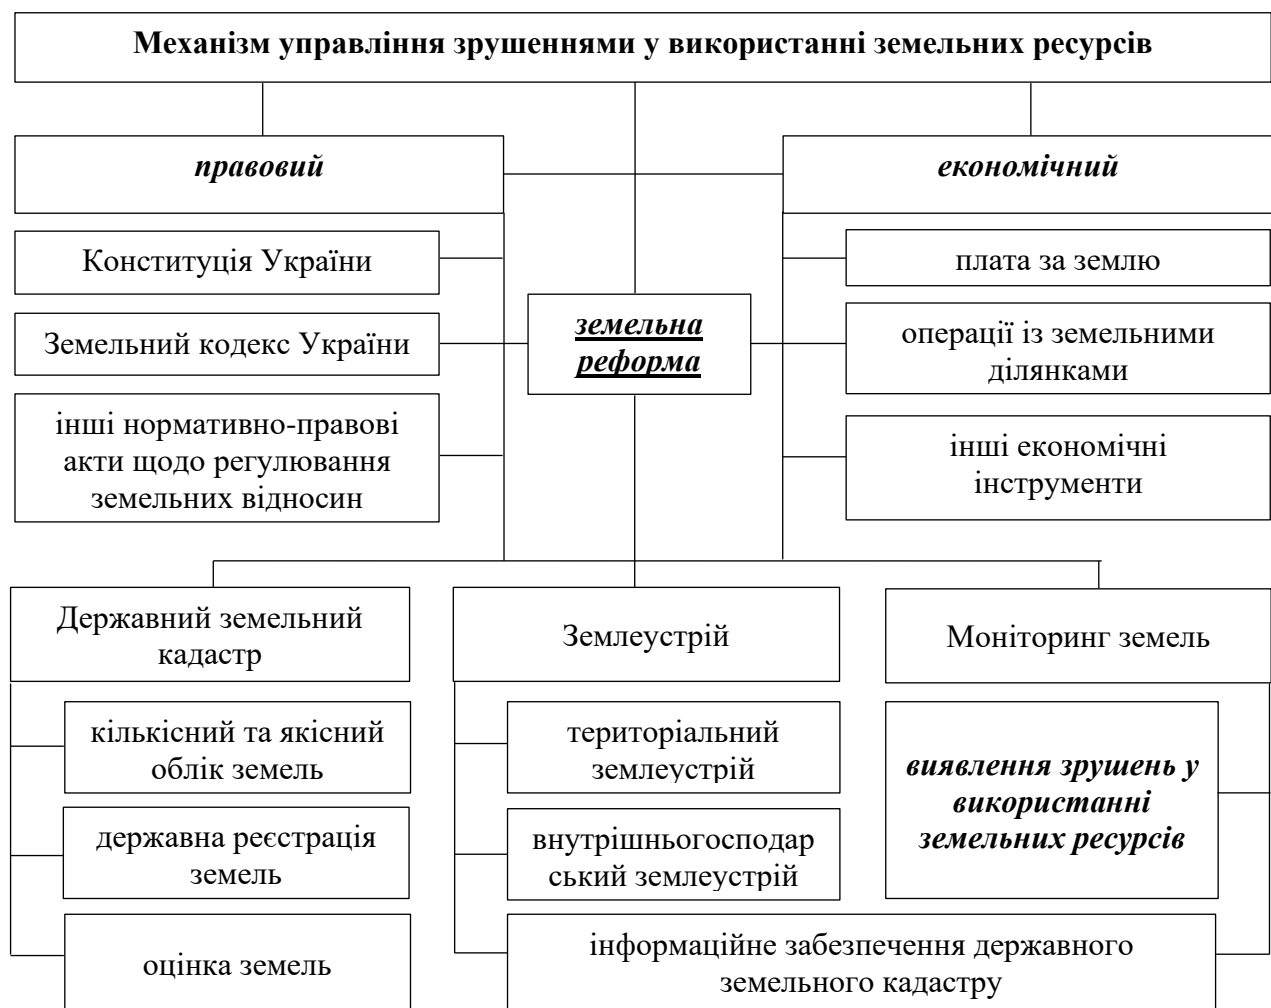 Механізм управління зрушеннями у використанні земельних ресурсів
правовий
економічний
Конституція України
плата за землю
земельна
реформа
Земельний кодекс України
операції із земельними
ділянками
інші нормативно-правові
акти щодо регулювання
земельних відносин
інші економічні
інструменти
Державний земельний
кадастр
Землеустрій
Моніторинг земель
кількісний та якісний
облік земель
територіальний
землеустрій
виявлення зрушень у
використанні
земельних ресурсів
державна реєстрація
земель
внутрішньогосподар
ський землеустрій
оцінка земель
інформаційне забезпечення державного
земельного кадастру